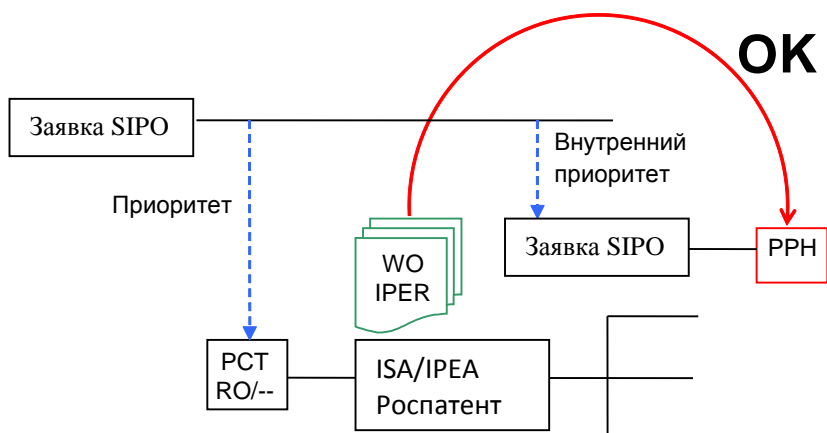 OK
Заявка SIPO
Внутренний
приоритет
Приоритет
WO
IPER
Заявка SIPO
PPH
PCT
RO/--
ISA/IPEA
Роспатент